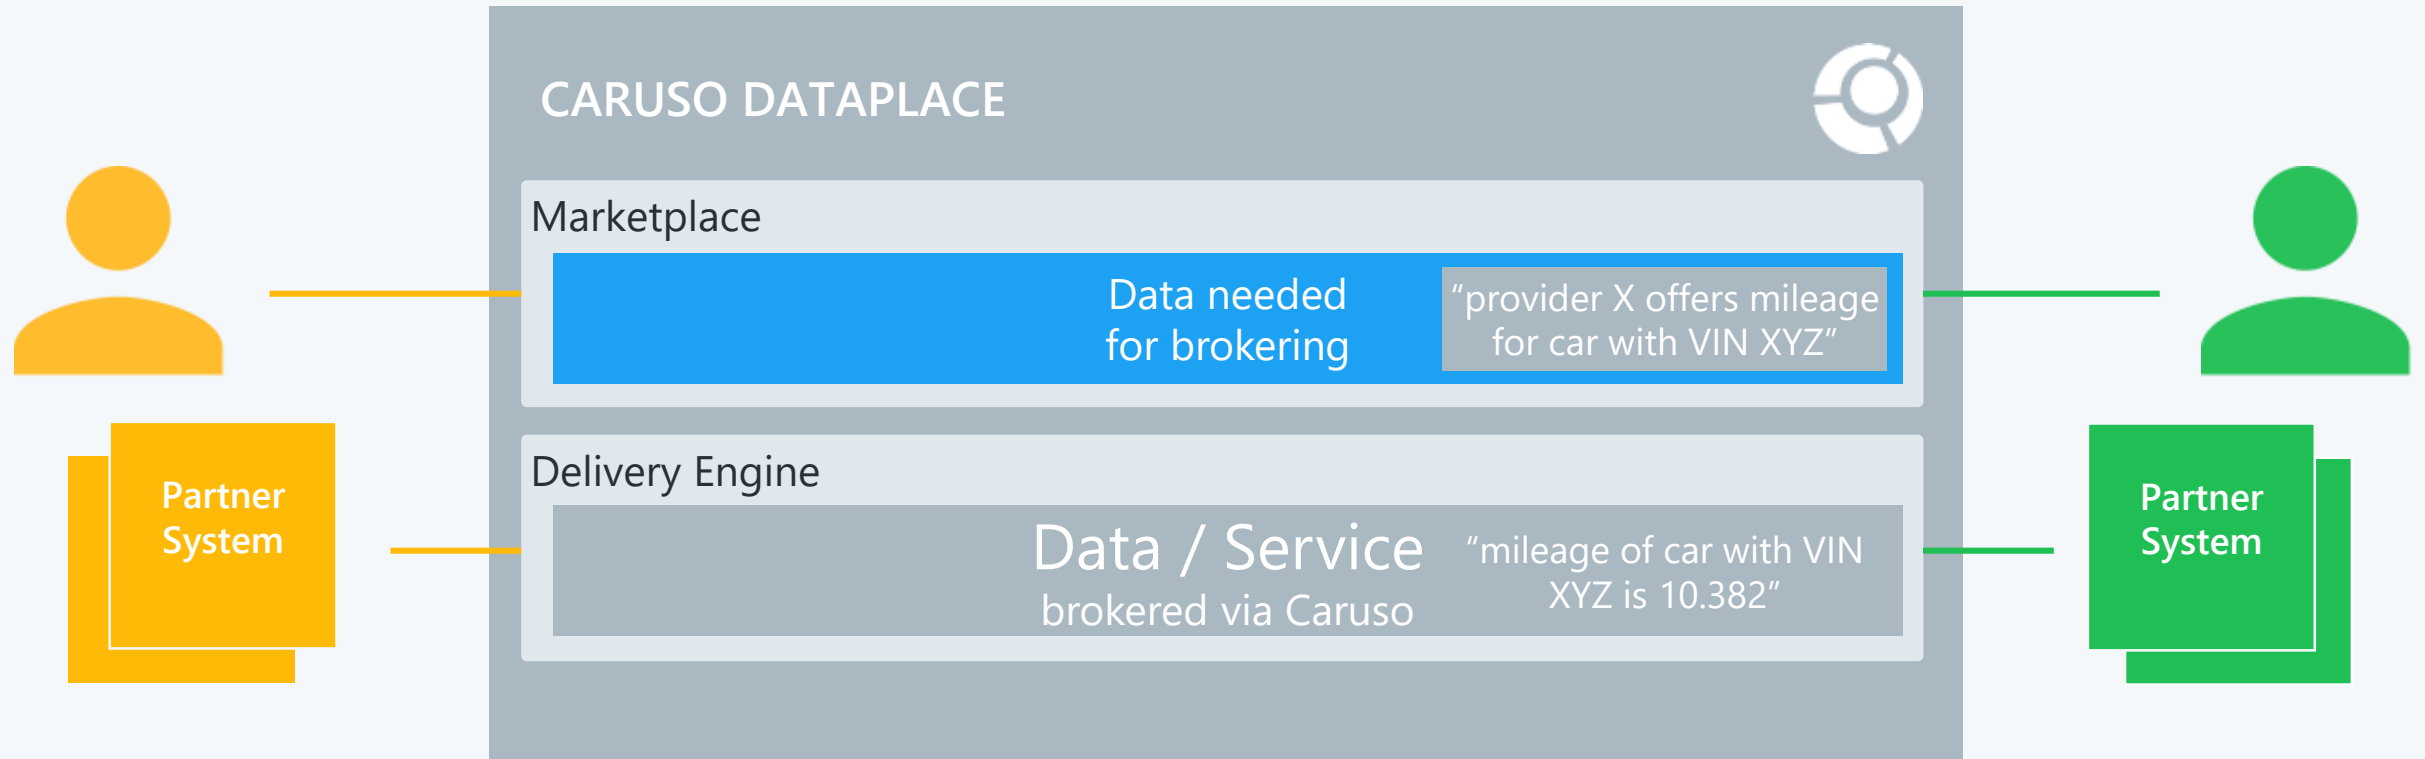 CARUSO DATAPLACE
Marketplace
Data needed
for brokering
“provider X offers mileage
for car with VIN XYZ”
Partner
System
Delivery Engine
Data / Service
brokered via Caruso
“mileage of car with VIN
XYZ is 10.382”
Partner
System